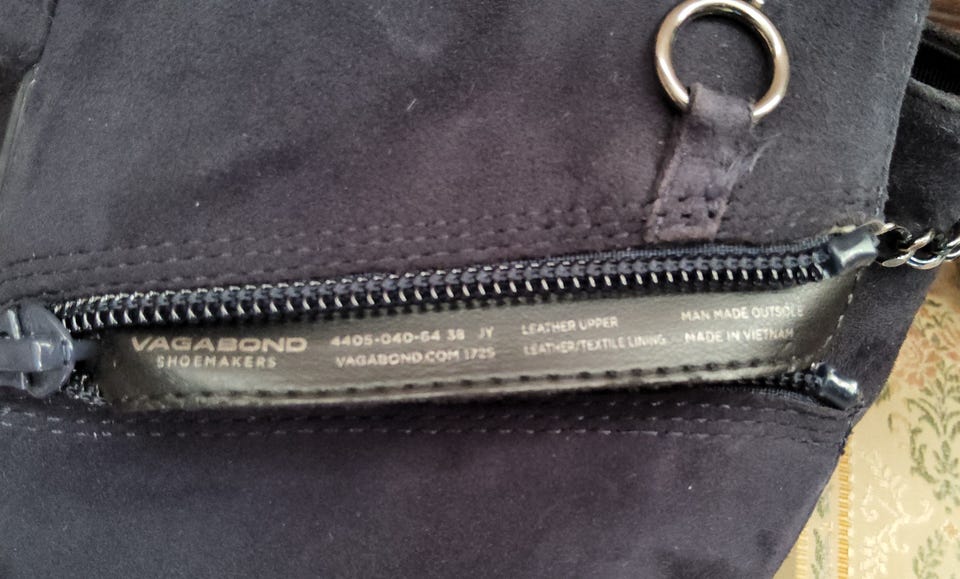 VAGABOND
SHOEMAKERS
4405-040-64 38 JY
VAGABOND.COM 1725
LEATHER UPPER
LEATHER/TEXTILE LINING
MAN MADE OUTSOLE
MADE IN VIETNAM